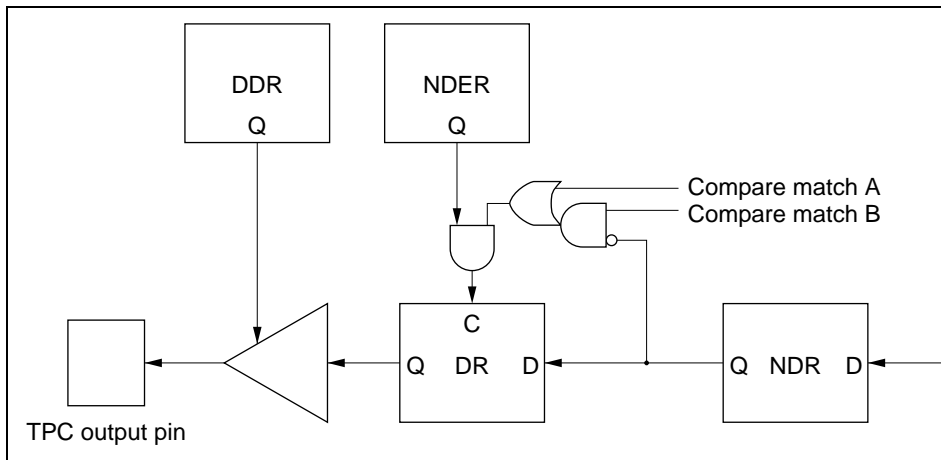 DDR
Q
NDER
Q
Compare match A
Compare match B
C
Q DR D
Q NDR D
TPC output pin